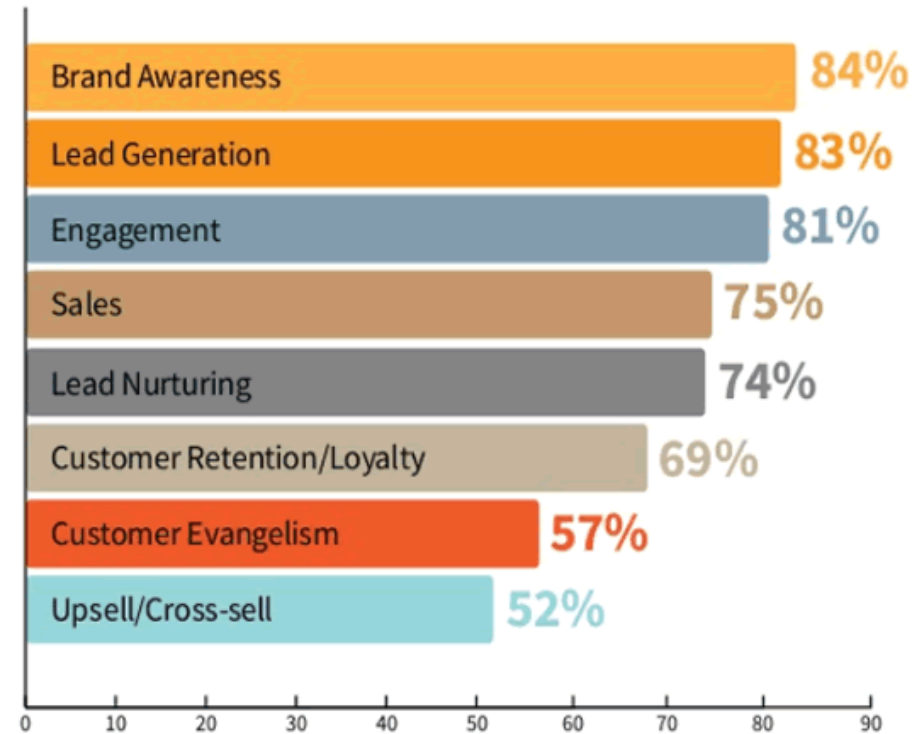 Brand Awareness 84%
Lead Generation 83%
Engagement 81%
Sales 75%
Lead Nurturing 74%
Customer Retention/Loyalty 69%
Customer Evangelism 57%
Upsell/Cross-sell 52%
0 10 20 30 40 50 60 70 80 90